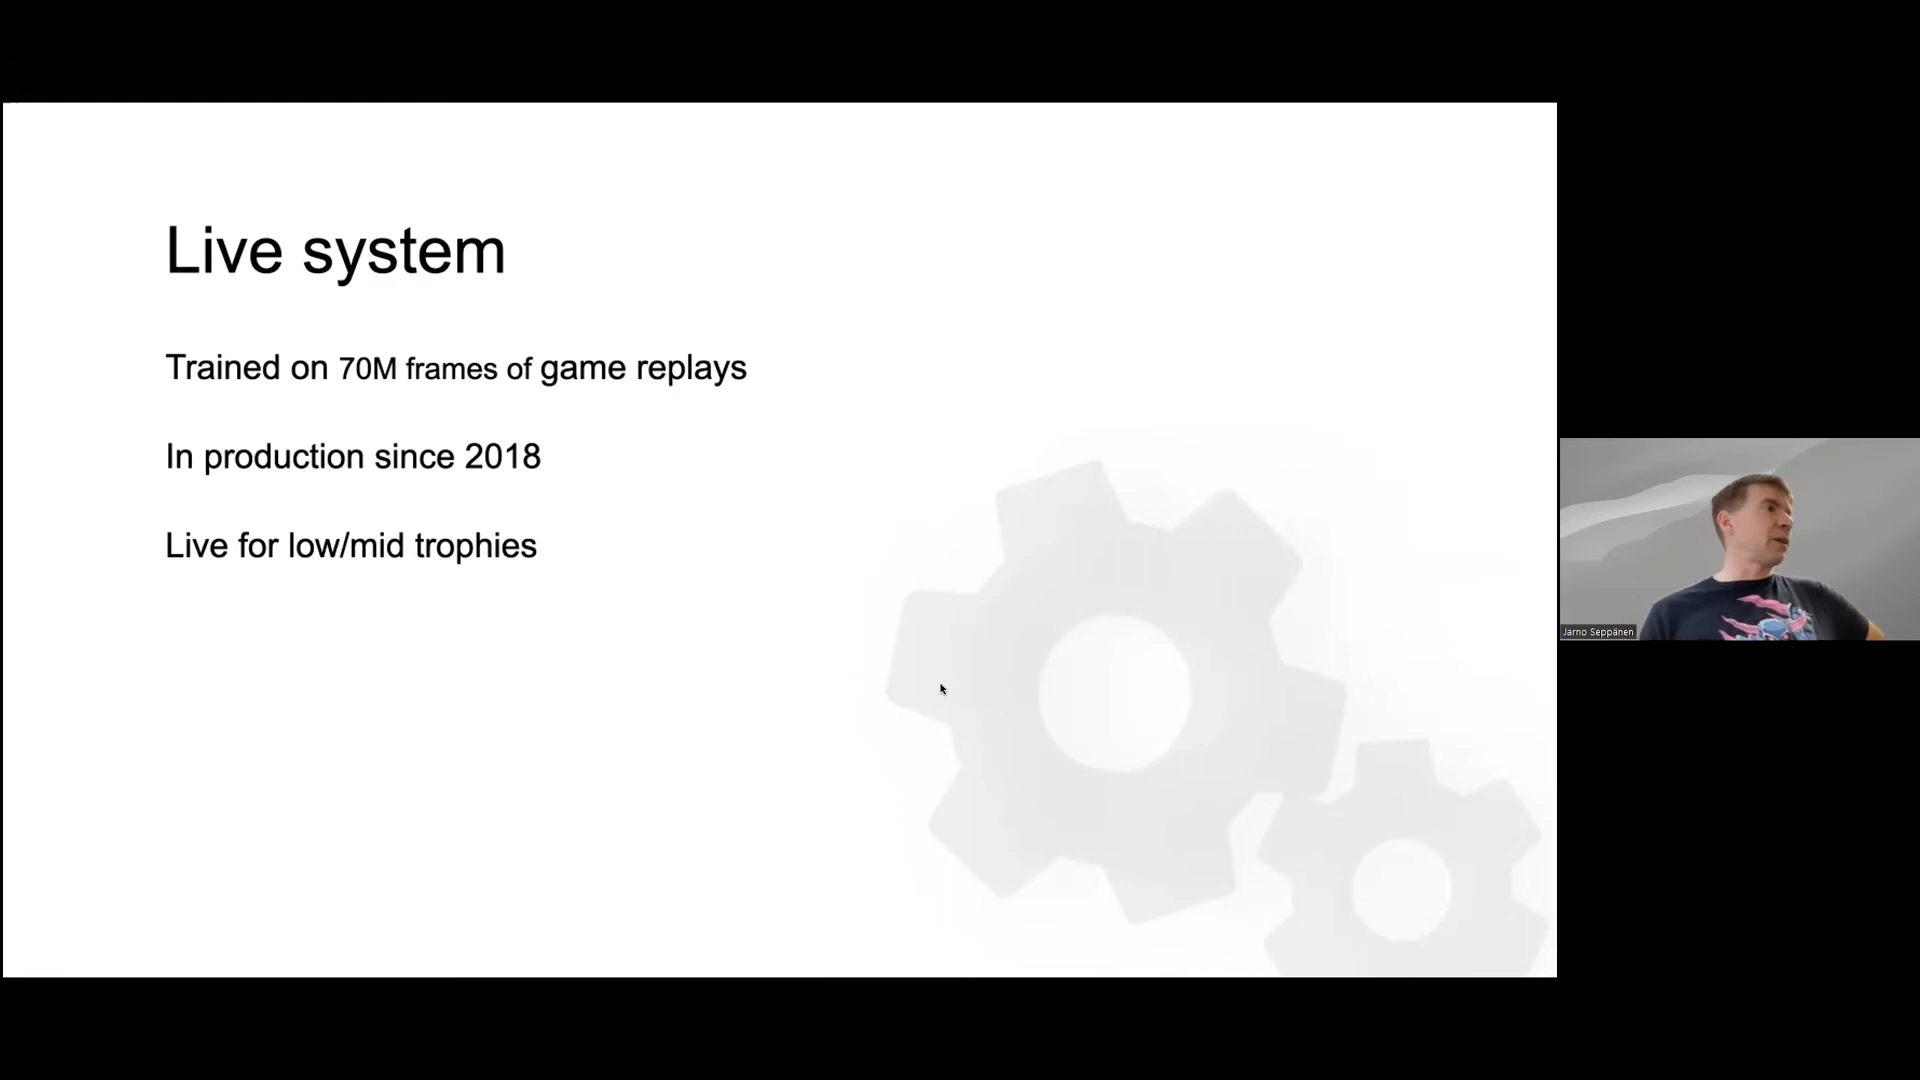 Live system
Trained on 70M frames of game replays
In production since 2018
Live for low/mid trophies
Jarno Seppänen